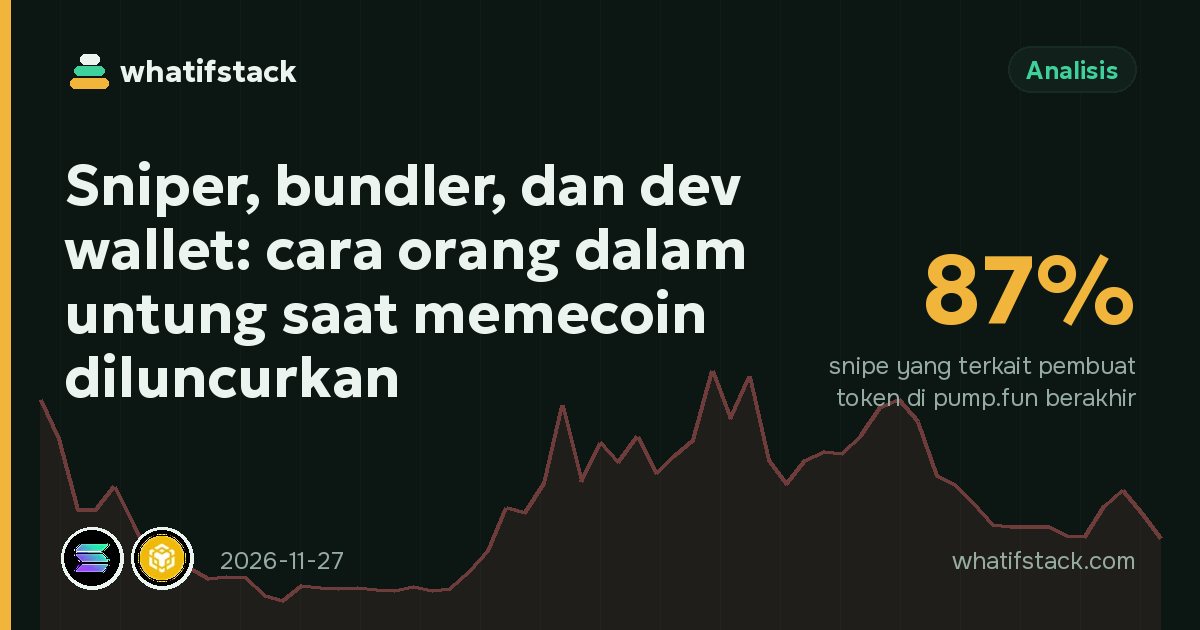 whatifstack
Analisis
Sniper, bundler, dan dev
wallet: cara orang dalam
untung saat memecoin
diluncurkan
87%
snipe yang terkait pembuat
token di pump.fun berakhir
2026-11-27
whatifstack.com